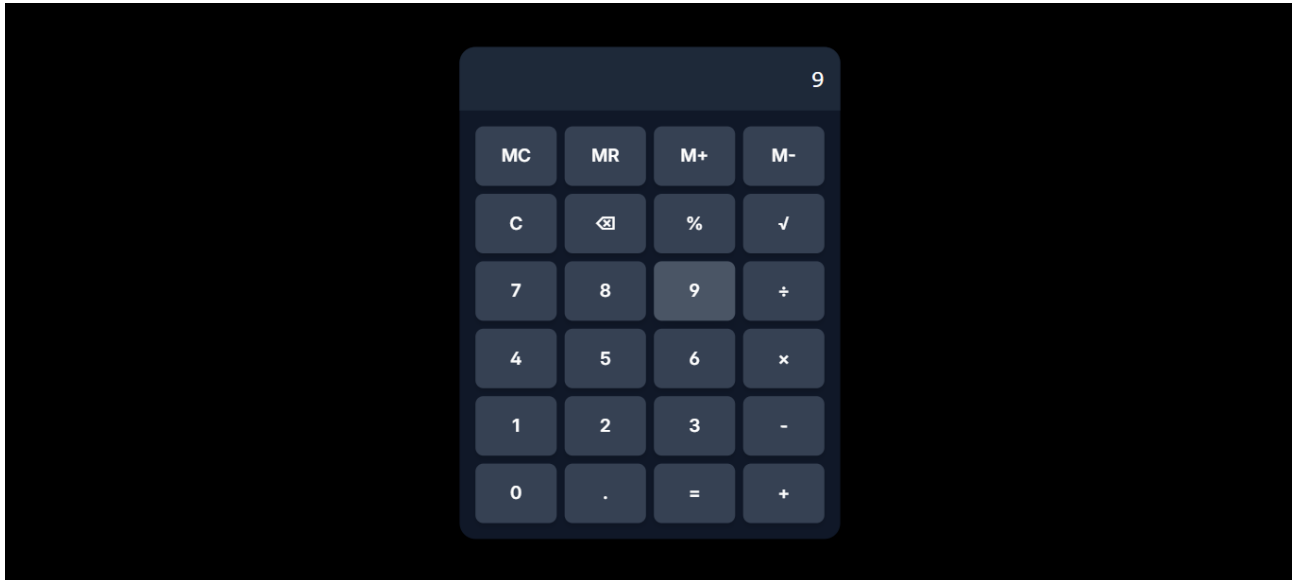 9
MC MR M+ M-
C ⌫ % √
7 8 9 ÷
4 5 6 ×
1 2 3 -
0 . = +